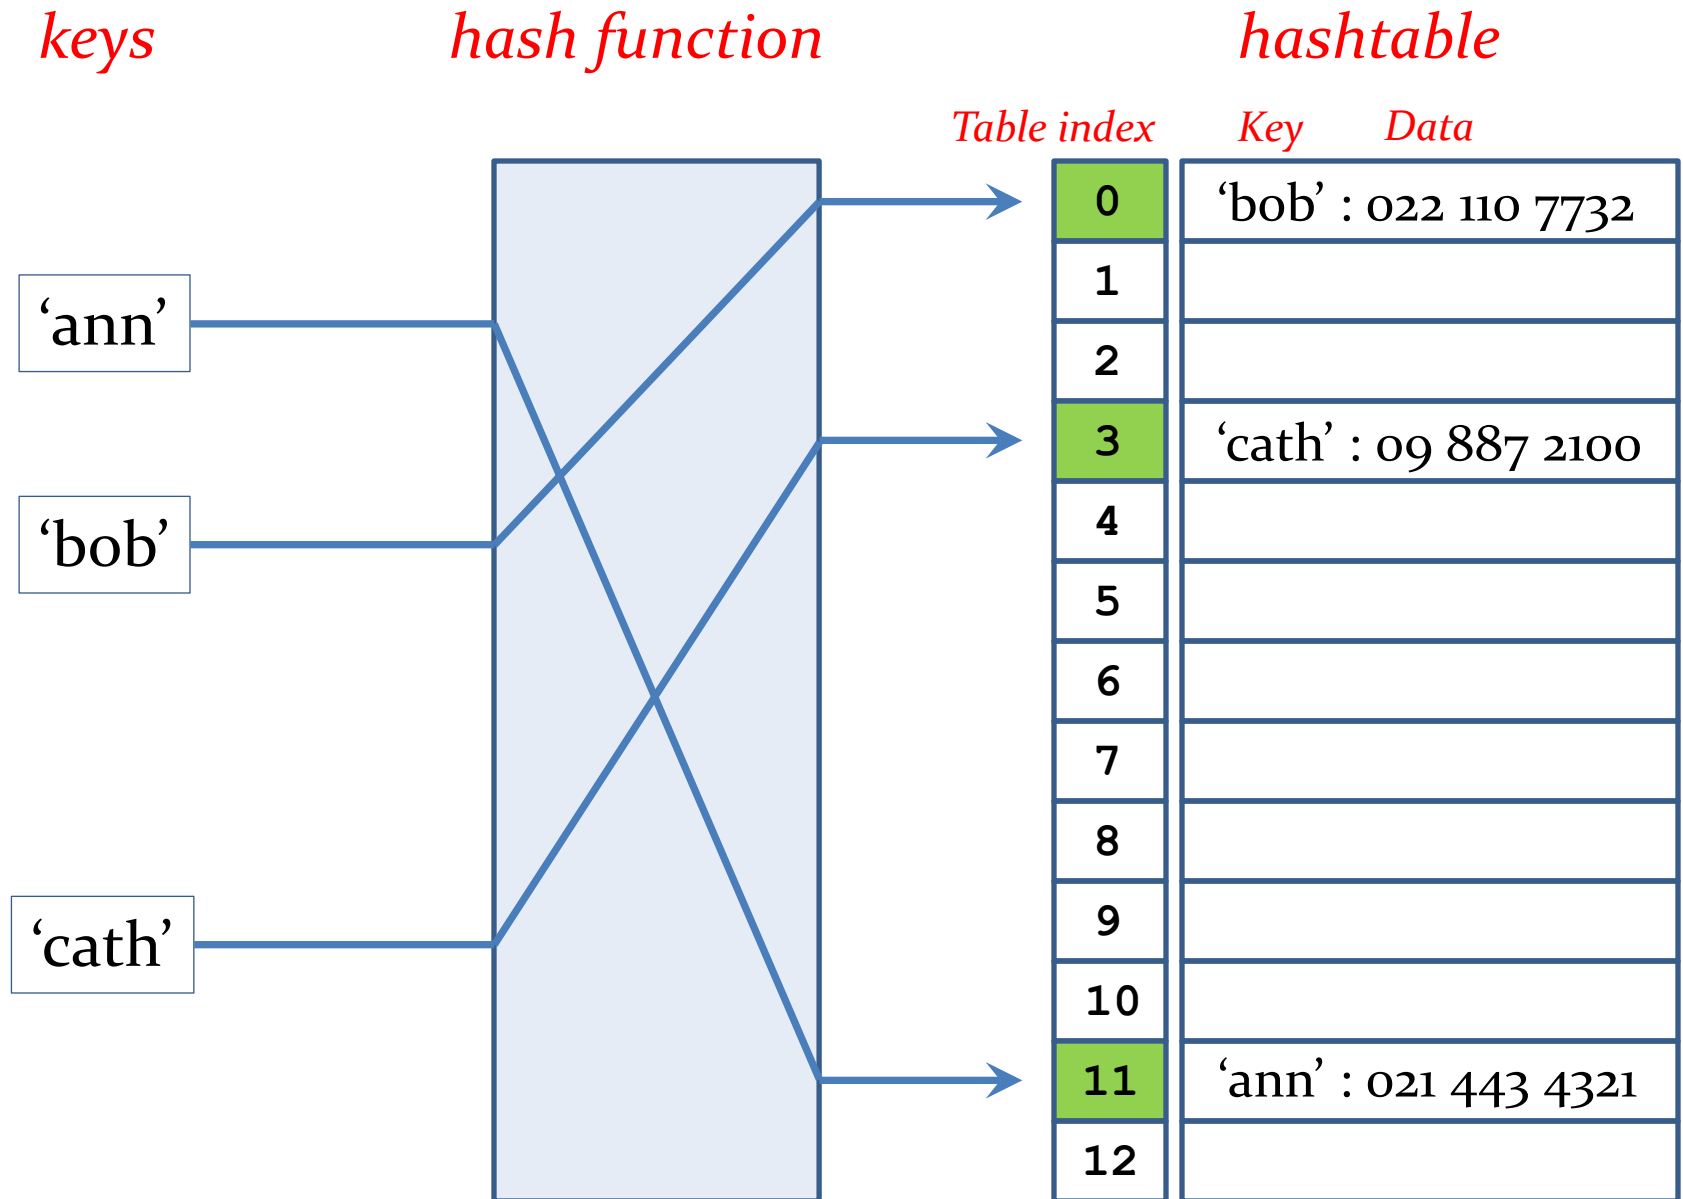 keys hash function hashtable
Table index Key Data
0 ‘bob’ : 022 110 7732
1
‘ann’
2
3 ‘cath’ : 09 887 2100
4
‘bob’
5
6
7
8
‘cath’
9
10
11 ‘ann’ : 021 443 4321
12